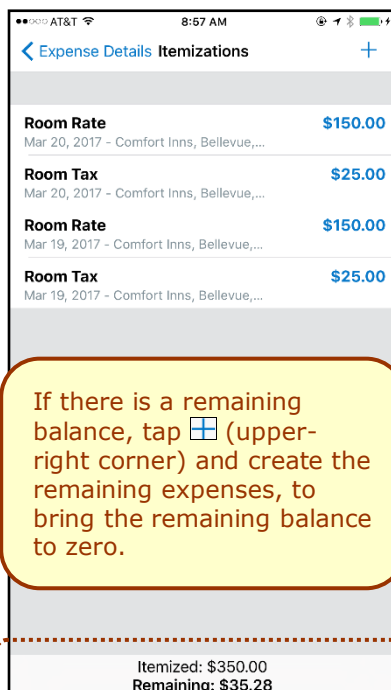 AT&T 8:57 AM
Expense Details Itemizations +
Room Rate $150.00
Mar 20, 2017 - Comfort Inns, Bellevue,...
Room Tax $25.00
Mar 20, 2017 - Comfort Inns, Bellevue,...
Room Rate $150.00
Mar 19, 2017 - Comfort Inns, Bellevue,...
Room Tax $25.00
Mar 19, 2017 - Comfort Inns, Bellevue,...
If there is a remaining
balance, tap + (upper-
right corner) and create the
remaining expenses, to
bring the remaining balance
to zero.
Itemized: $350.00
Remaining: $35.28